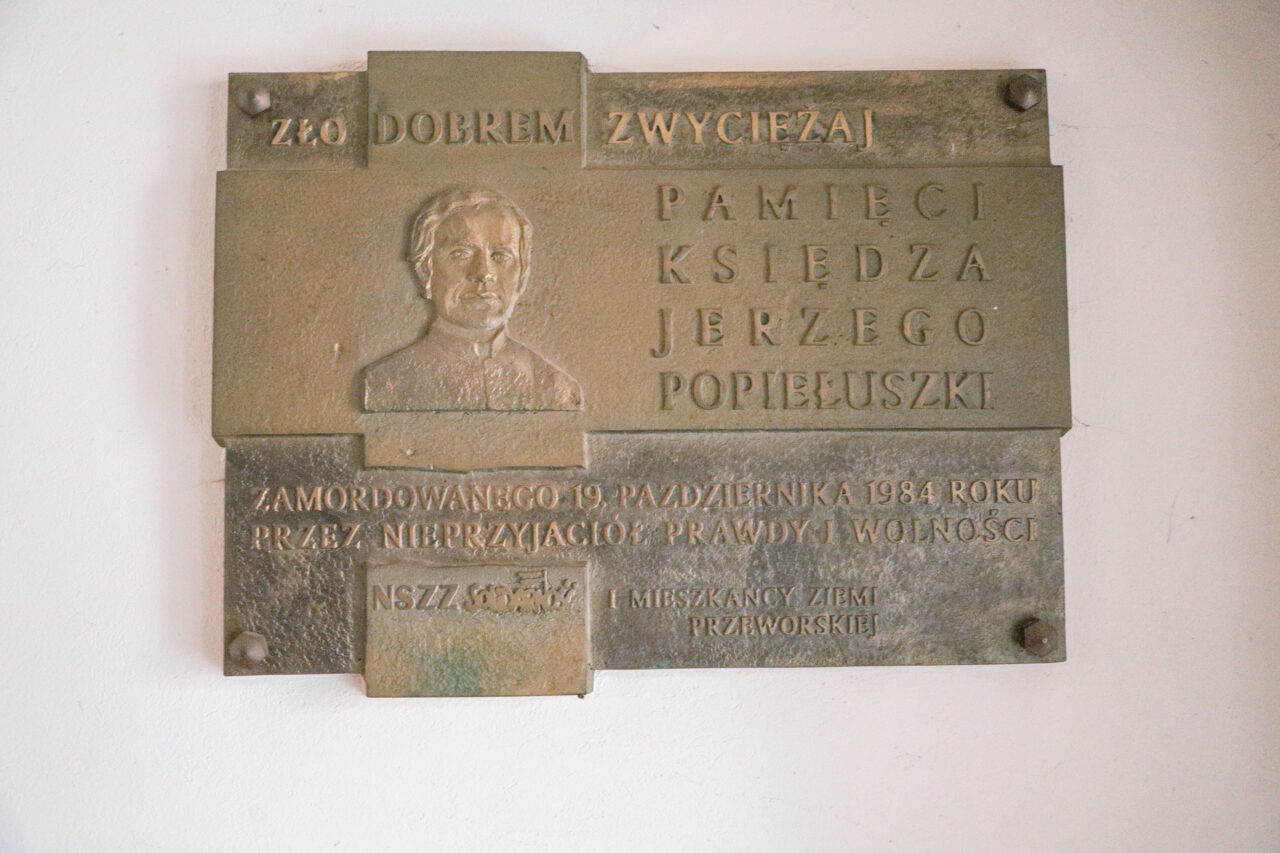 ZŁO DOBREM ZWYCIĘŻAJ
PAMIĘCI
KSIĘDZA
JERZEGO
POPIEŁUSZKI
ZAMORDOWANEGO 19. PAZDŹIERNIKA 1984 ROKU
PRZEZ NIEPRZYJACIÓŁ PRAWDY I WOLNOŚCI
NSZZ Solidarność I MIESZKAŃCY ZIEMI
PRZEWORSKIEJ